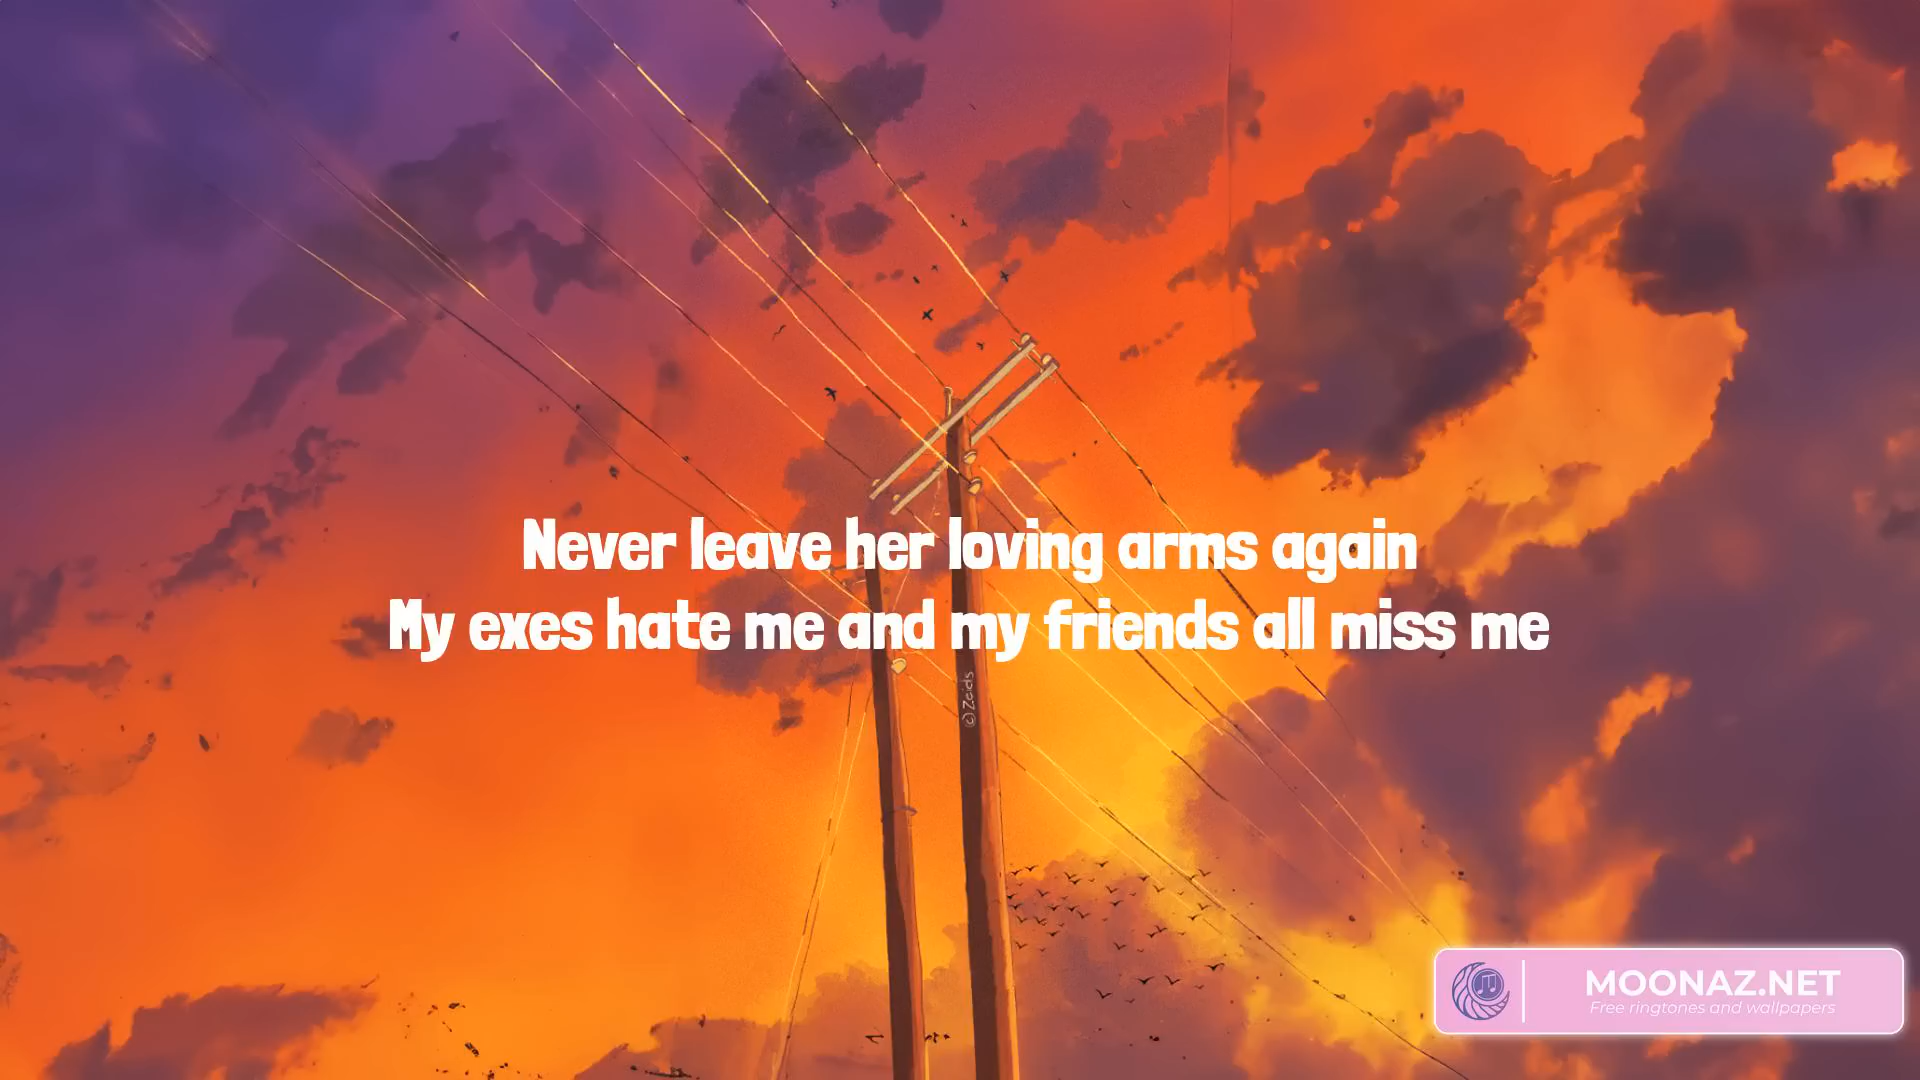 Never leave her loving arms again
My exes hate me and my friends all miss me
© Zaids
MOONAZ.NET
Free ringtones and wallpapers